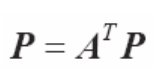 P = A^T P